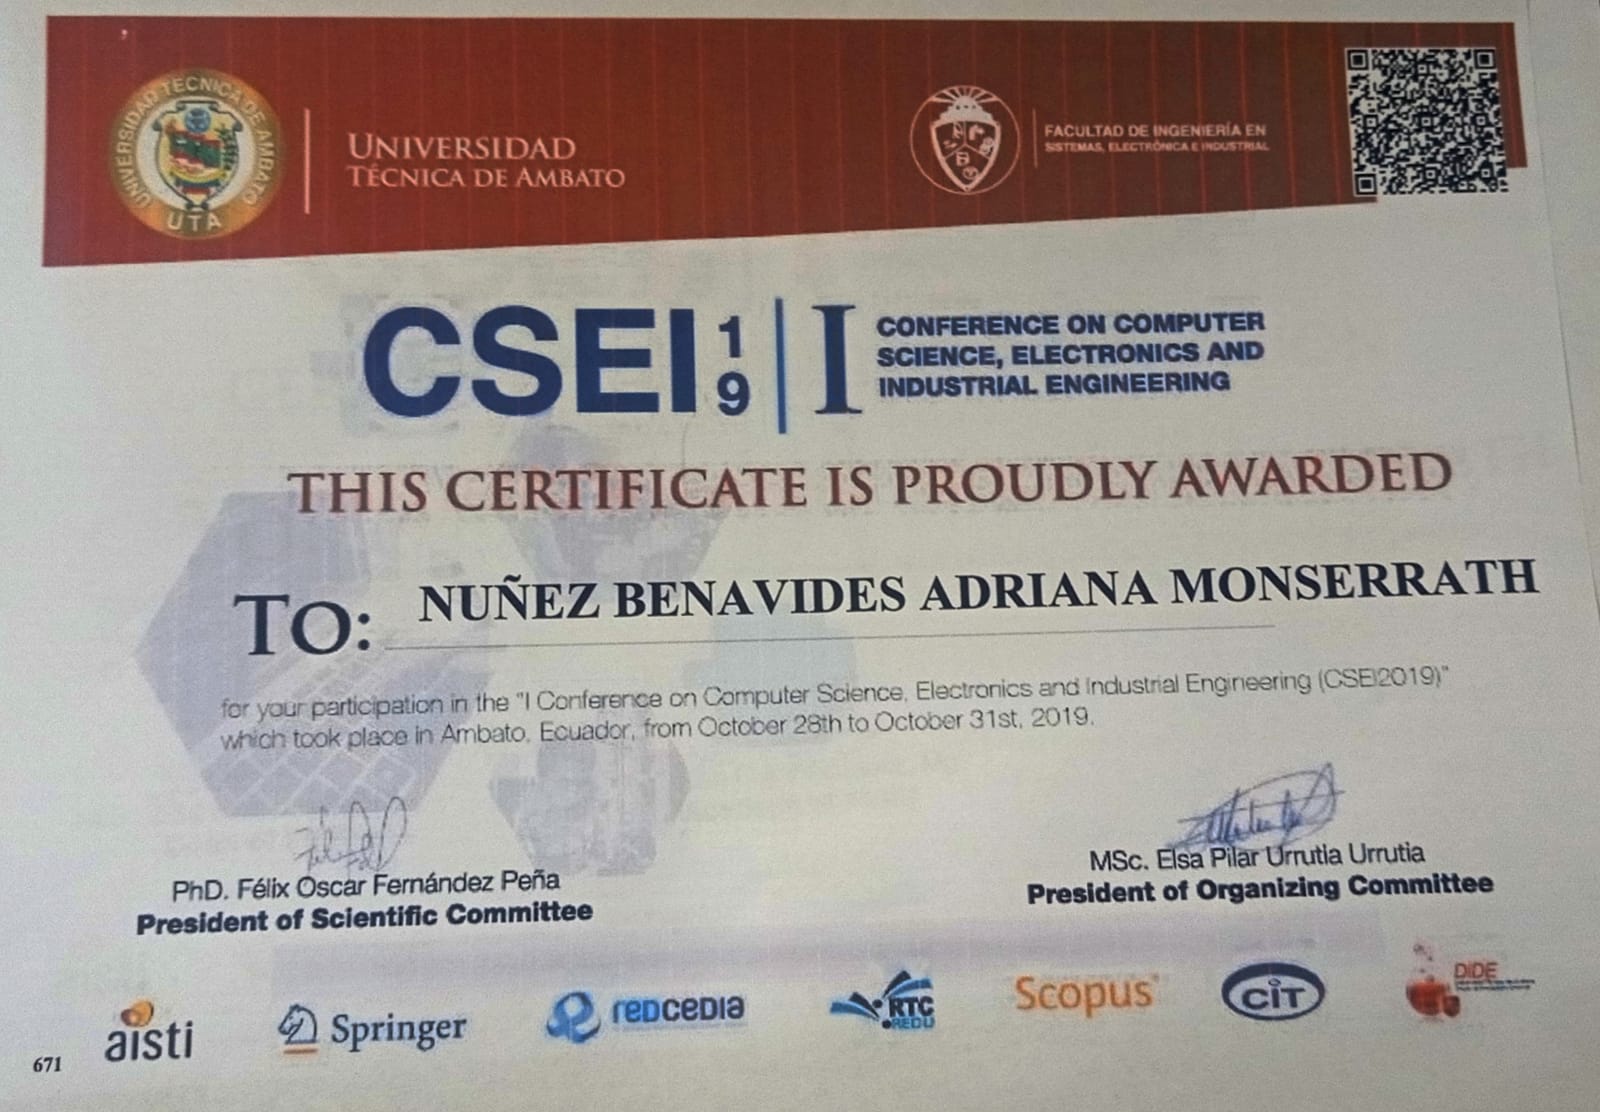 UNIVERSIDAD TÉCNICA DE AMBATO
UTA
UNIVERSIDAD
TÉCNICA DE AMBATO
FACULTAD DE INGENIERÍA EN
SISTEMAS, ELECTRÓNICA E INDUSTRIAL
CSEI 19
I
CONFERENCE ON COMPUTER
SCIENCE, ELECTRONICS AND
INDUSTRIAL ENGINEERING
THIS CERTIFICATE IS PROUDLY AWARDED
TO: NUÑEZ BENAVIDES ADRIANA MONSERRATH
for your participation in the "I Conference on Computer Science, Electronics and Industrial Engineering (CSEI2019)"
which took place in Ambato, Ecuador, from October 28th to October 31st, 2019.
PhD. Félix Oscar Fernández Peña
President of Scientific Committee
MSc. Elsa Pilar Urrutia Urrutia
President of Organizing Committee
aisti
Springer
redcedia
RTC
REDU
Scopus
CIT
DIDE
671